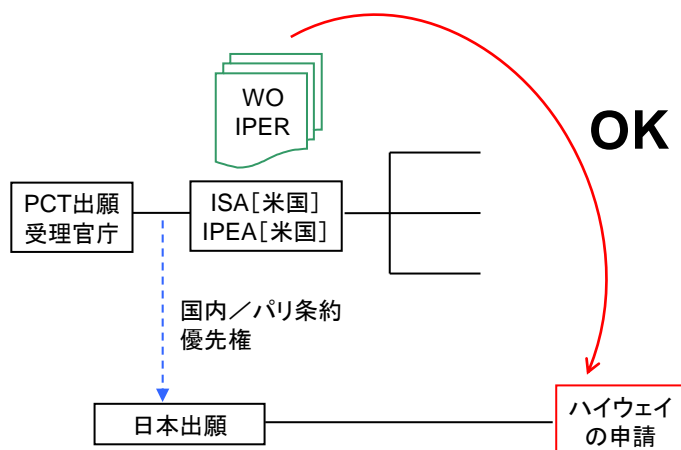 WO
IPER
OK
PCT出願
受理官庁
ISA[米国]
IPEA[米国]
国内／パリ条約
優先権
日本出願
ハイウェイ
の申請